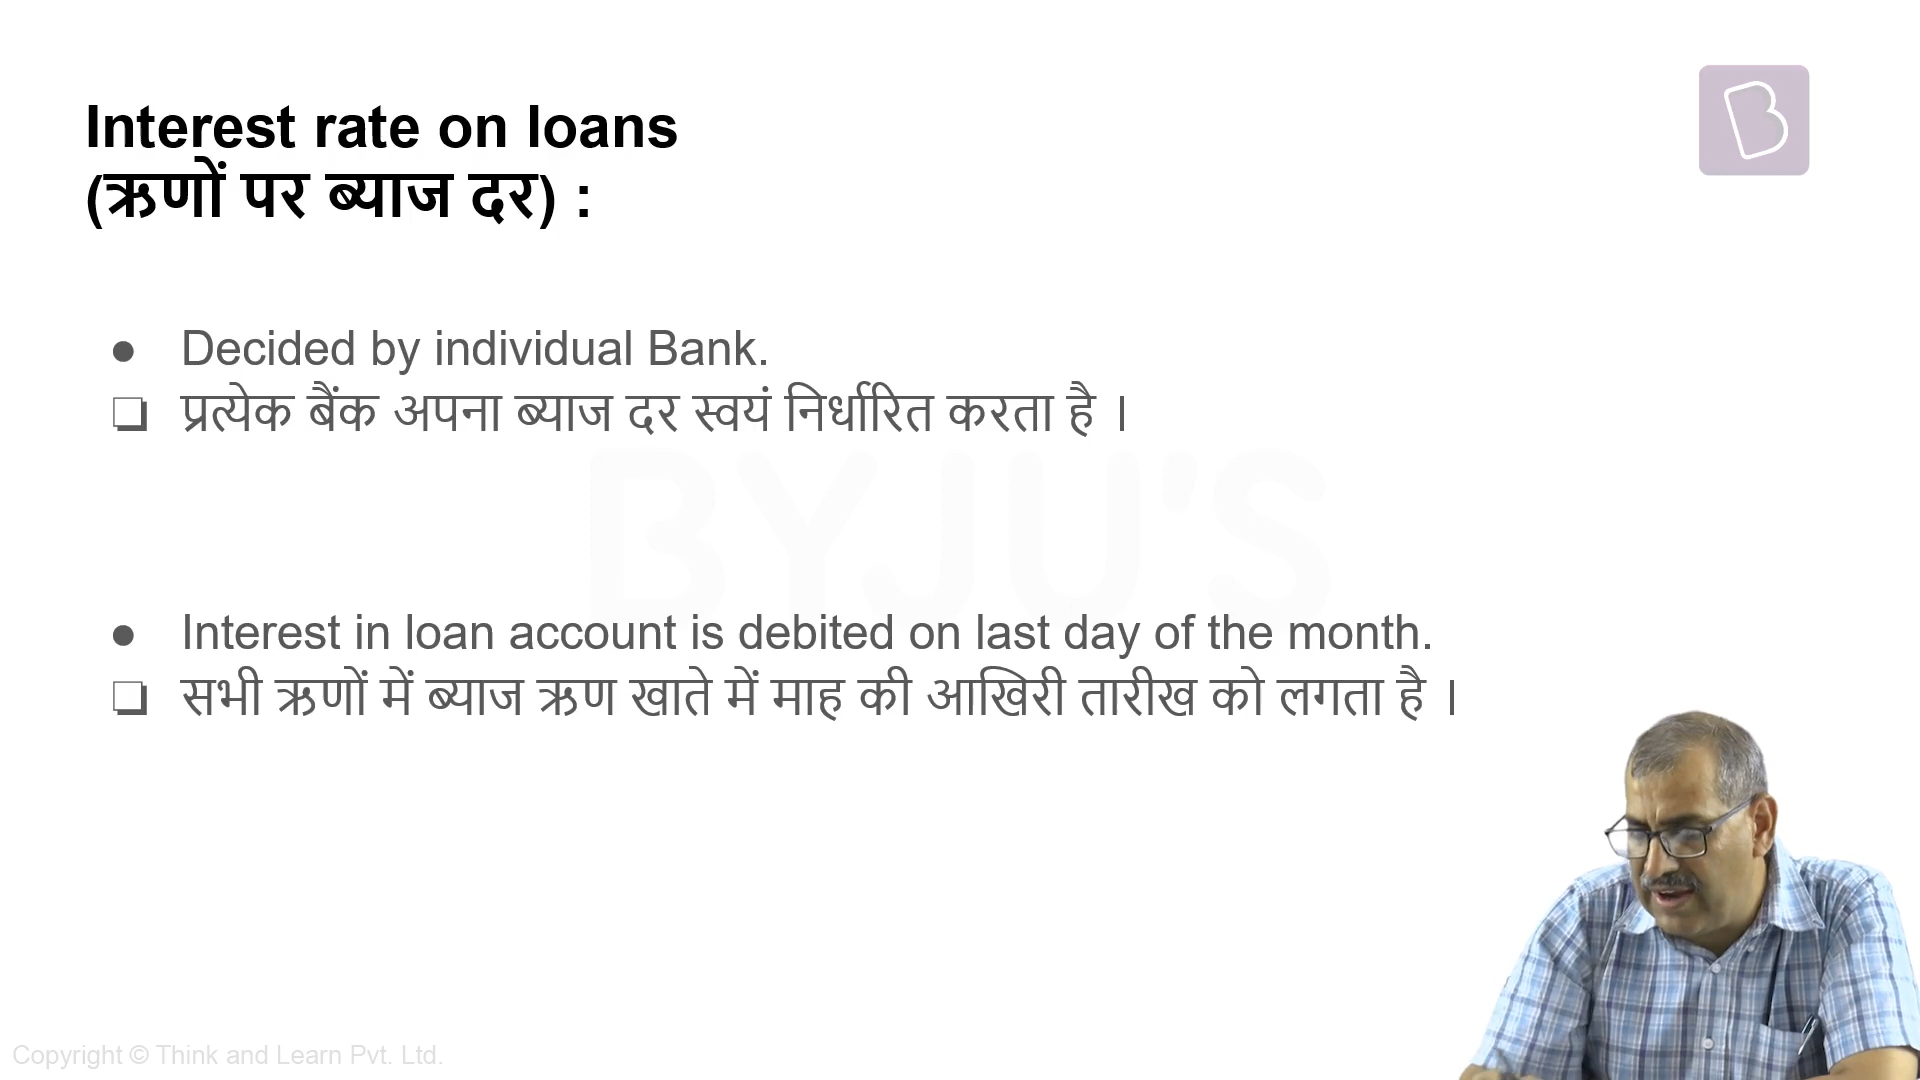 Interest rate on loans
(ऋणों पर ब्याज दर) :
● Decided by individual Bank.
❏ प्रत्येक बैंक अपना ब्याज दर स्वयं निर्धारित करता है ।
BYJU'S
● Interest in loan account is debited on last day of the month.
❏ सभी ऋणों में ब्याज ऋण खाते में माह की आखिरी तारीख को लगता है ।
Copyright © Think and Learn Pvt. Ltd.